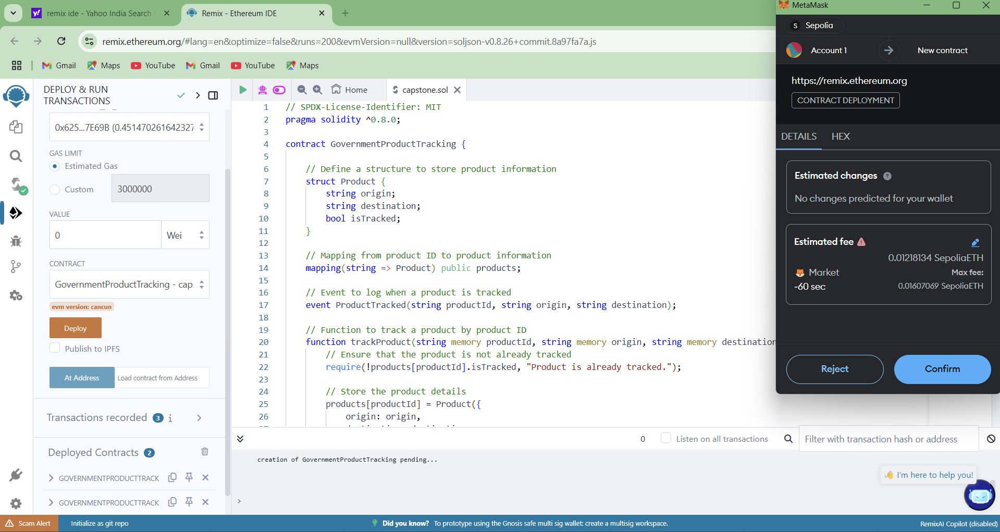 remix ide - Yahoo India Search
Remix - Ethereum IDE
remix.ethereum.org/#lang=en&optimize=false&runs=200&evmVersion=null&version=soljson-v0.8.26+commit.8a97fa7a.js
Gmail
Maps
YouTube
Gmail
YouTube
Maps
DEPLOY & RUN
TRANSACTIONS
0x625...7E69B (0.451470261642327
GAS LIMIT
Estimated Gas
Custom
3000000
VALUE
0
Wei
CONTRACT
GovernmentProductTracking - cap
evm version: cancun
Deploy
Publish to IPFS
At Address
Load contract from Address
Transactions recorded 3 i
Deployed Contracts 2
GOVERNMENTPRODUCTTRACK
GOVERNMENTPRODUCTTRACK
Scam Alert
Initialize as git repo
Home
capstone.sol
1 // SPDX-License-Identifier: MIT
2 pragma solidity ^0.8.0;
3
4 contract GovernmentProductTracking {
5
6 // Define a structure to store product information
7 struct Product {
8 string origin;
9 string destination;
10 bool isTracked;
11 }
12
13 // Mapping from product ID to product information
14 mapping(string => Product) public products;
15
16 // Event to log when a product is tracked
17 event ProductTracked(string productId, string origin, string destination);
18
19 // Function to track a product by product ID
20 function trackProduct(string memory productId, string memory origin, string memory destination
21 // Ensure that the product is not already tracked
22 require(!products[productId].isTracked, "Product is already tracked.");
23
24 // Store the product details
25 products[productId] = Product({
26 origin: origin,
0
Listen on all transactions
Filter with transaction hash or address
creation of GovernmentProductTracking pending...
>
👋 I'm here to help you!
Did you know? To prototype using the Gnosis safe multi sig wallet: create a multisig workspace.
RemixAI Copilot (disabled)
MetaMask
S Sepolia
Account 1
New contract
https://remix.ethereum.org
CONTRACT DEPLOYMENT
DETAILS
HEX
Estimated changes ?
No changes predicted for your wallet
Estimated fee
0.01218134 SepoliaETH
Market
Max fee:
~60 sec
0.01607069 SepoliaETH
Reject
Confirm